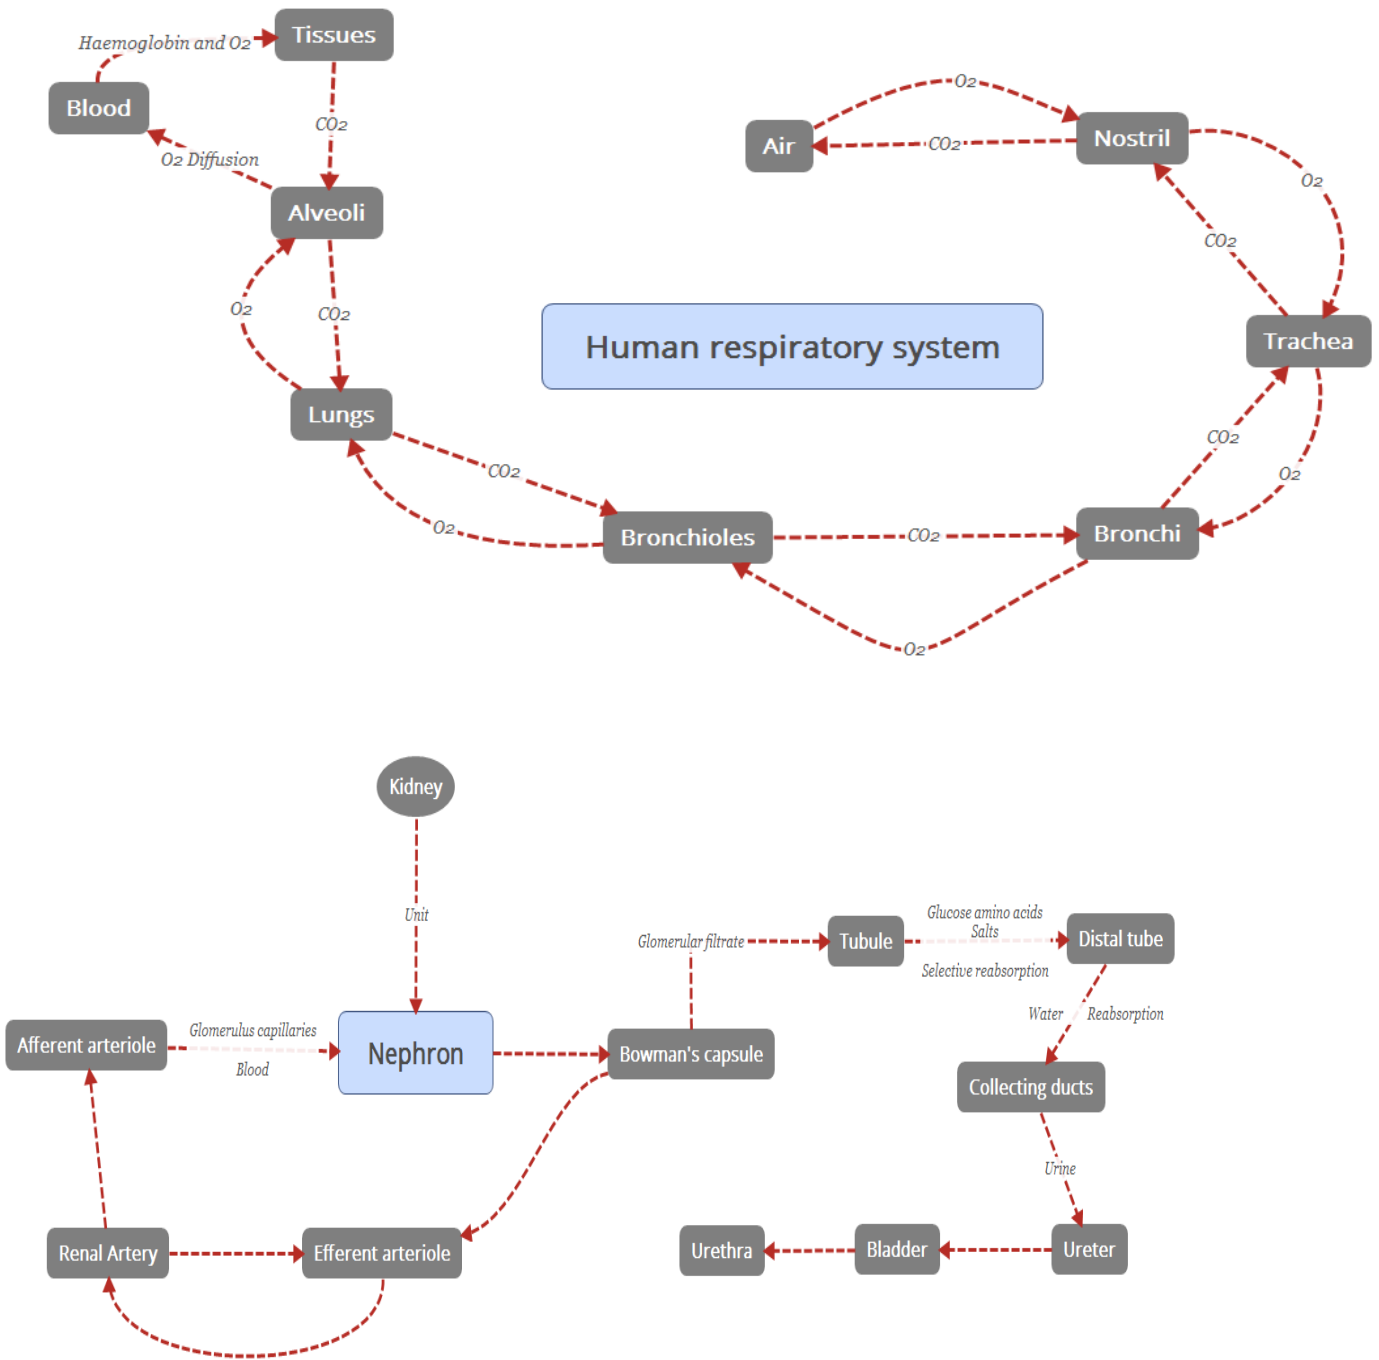 Tissues
Haemoglobin and O2
Blood
CO2
O2 Diffusion
Alveoli
O2
CO2
Lungs
CO2
O2
Bronchioles
CO2
O2
Bronchi
CO2
O2
Trachea
CO2
O2
Nostril
O2
CO2
Air
Human respiratory system
Kidney
Unit
Nephron
Afferent arteriole
Glomerulus capillaries
Blood
Renal Artery
Efferent arteriole
Bowman's capsule
Glomerular filtrate
Tubule
Glucose amino acids
Salts
Selective reabsorption
Distal tube
Water
Reabsorption
Collecting ducts
Urine
Ureter
Bladder
Urethra